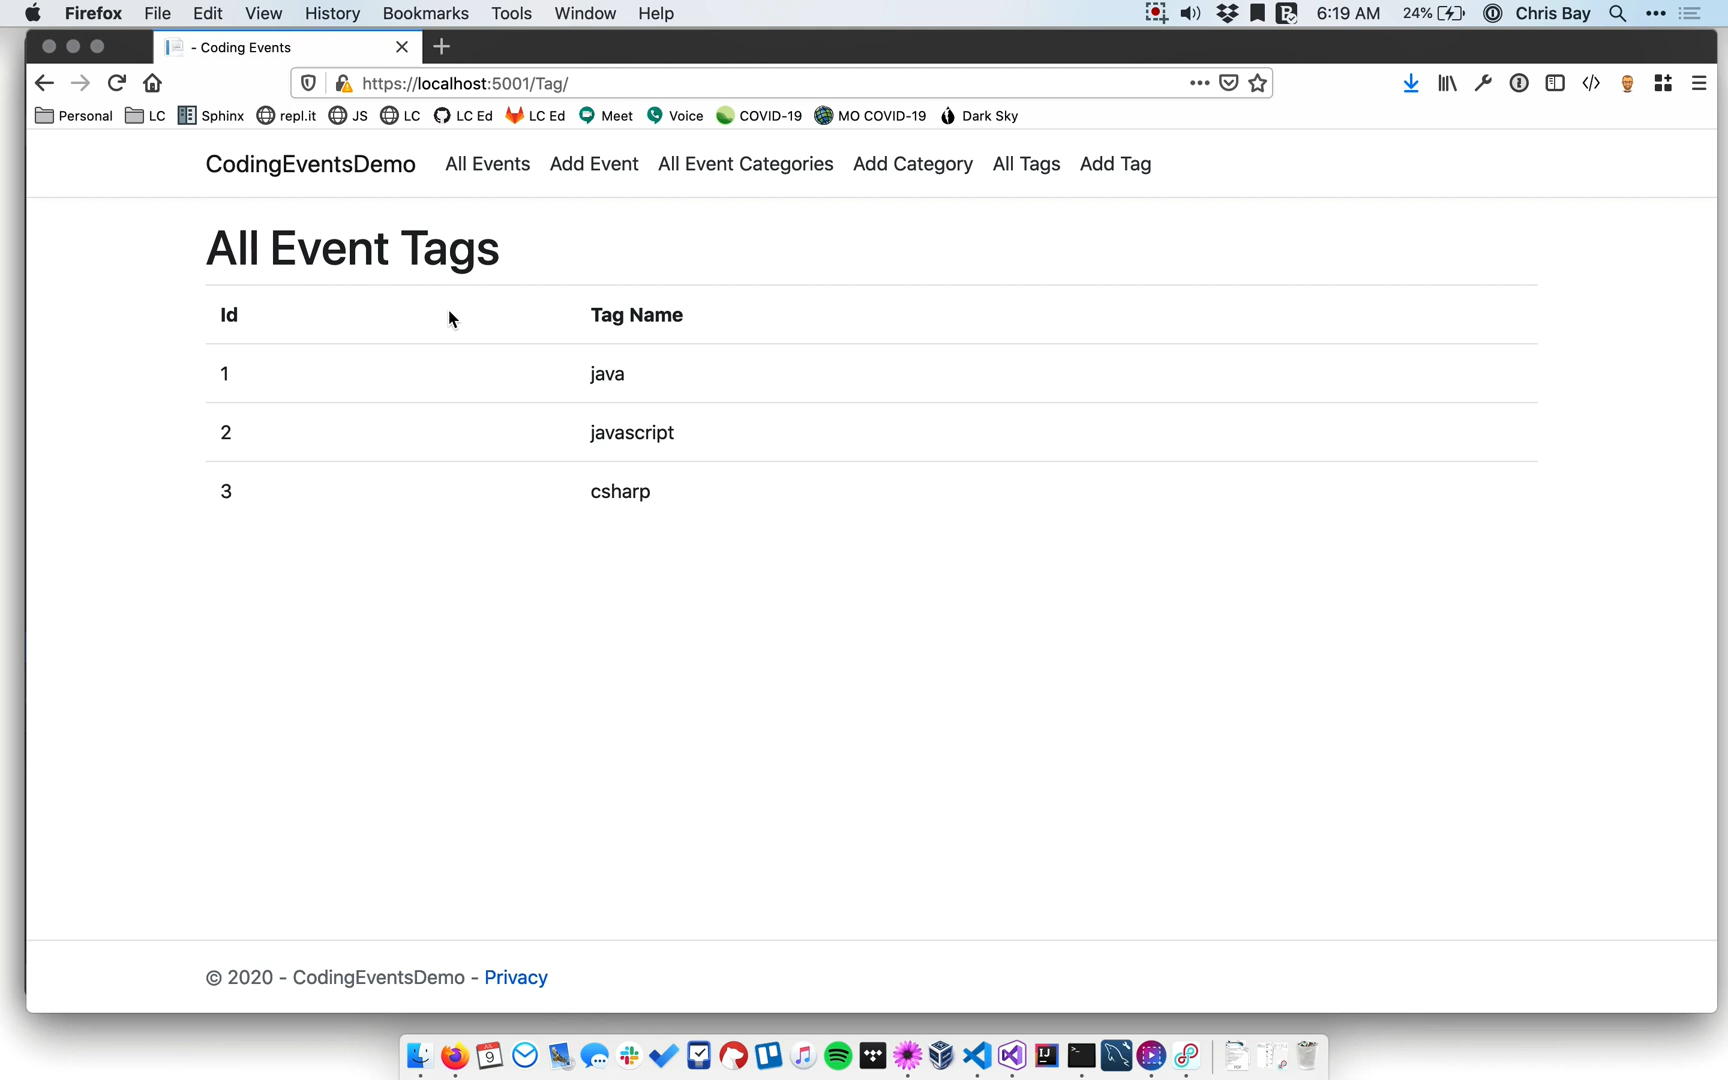 Firefox File Edit View History Bookmarks Tools Window Help 6:19 AM 24% Chris Bay
- Coding Events
https://localhost:5001/Tag/
Personal LC Sphinx repl.it JS LC LC Ed LC Ed Meet Voice COVID-19 MO COVID-19 Dark Sky
CodingEventsDemo All Events Add Event All Event Categories Add Category All Tags Add Tag
All Event Tags
Id Tag Name
1 java
2 javascript
3 csharp
© 2020 - CodingEventsDemo - Privacy
9